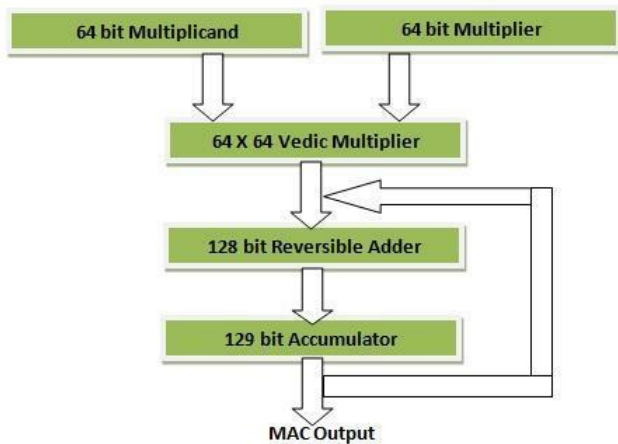 64 bit Multiplicand
64 bit Multiplier
64 X 64 Vedic Multiplier
128 bit Reversible Adder
129 bit Accumulator
MAC Output